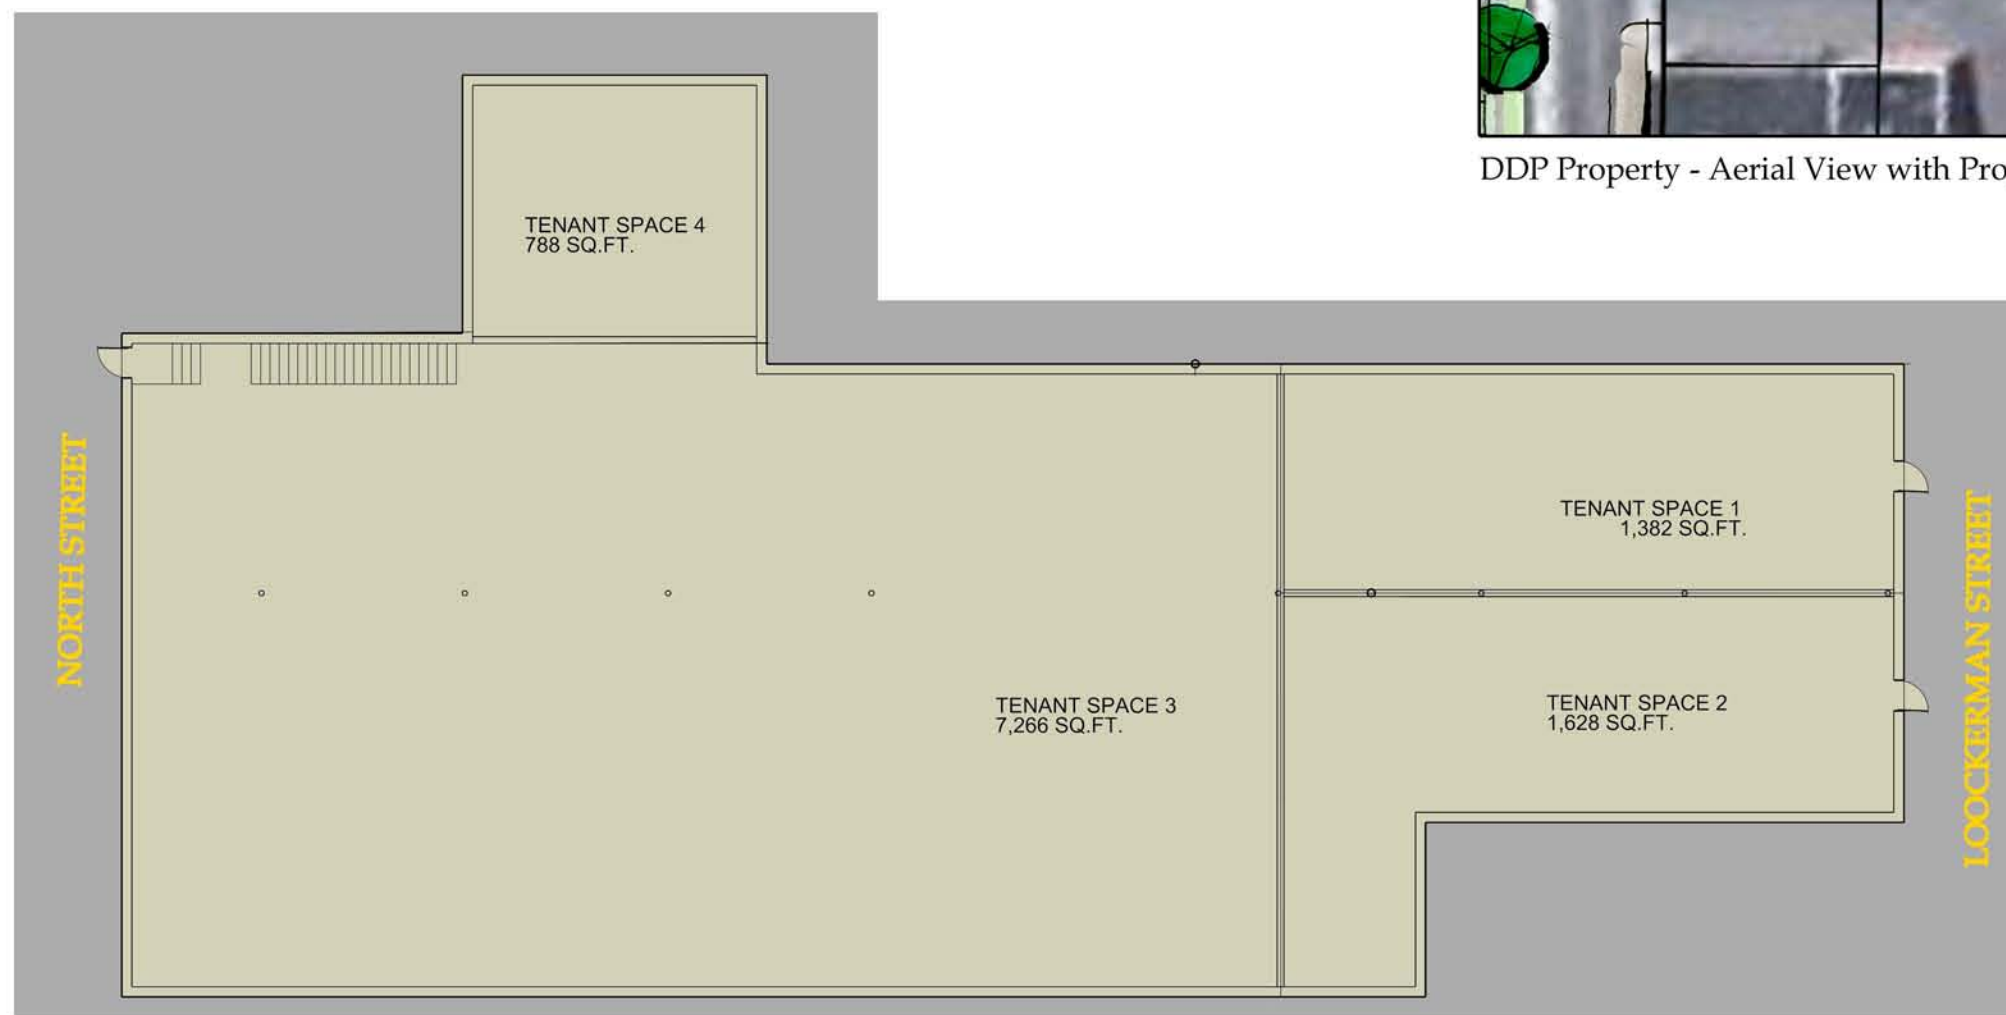 DDP Property - Aerial View with Pro
TENANT SPACE 4
788 SQ.FT.
NORTH STREET
TENANT SPACE 1
1,382 SQ.FT.
TENANT SPACE 3
7,266 SQ.FT.
TENANT SPACE 2
1,628 SQ.FT.
LOOCKERMAN STREET